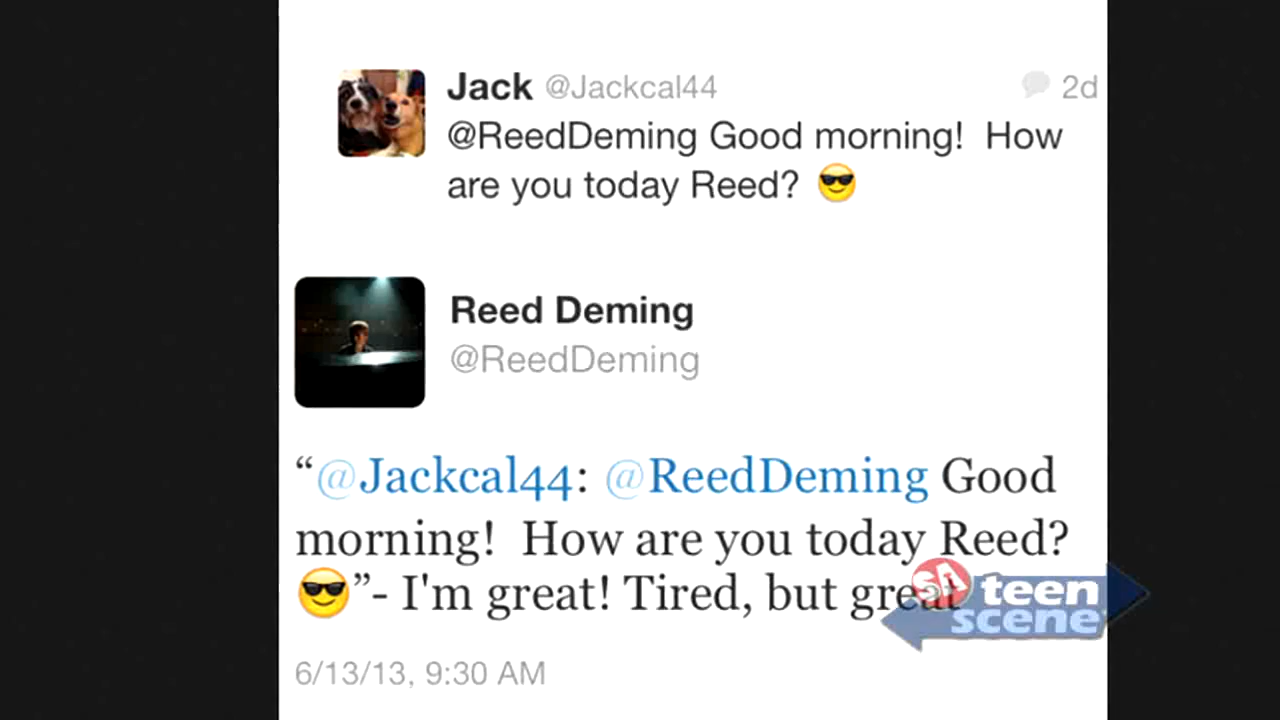 Jack @Jackcal44 2d
@ReedDeming Good morning!  How
are you today Reed? 😎
Reed Deming
@ReedDeming
“@Jackcal44: @ReedDeming Good
morning!  How are you today Reed?
😎”- I'm great! Tired, but great
SA teen
scene
6/13/13, 9:30 AM